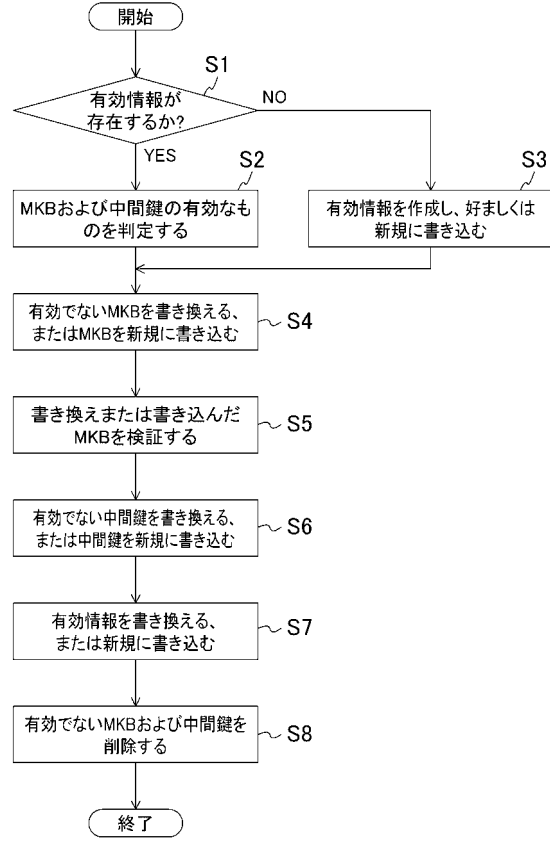 開始
S1
有効情報が
存在するか?
NO
YES
S2
MKBおよび中間鍵の有効なも
のを判定する
S3
有効情報を作成し、好ましくは
新規に書き込む
有効でないMKBを書き換える、
またはMKBを新規に書き込む
S4
書き換えまたは書き込んだ
MKBを検証する
S5
有効でない中間鍵を書き換える、
または中間鍵を新規に書き込む
S6
有効情報を書き換える、
または新規に書き込む
S7
有効でないMKBおよび中間鍵を
削除する
S8
終了